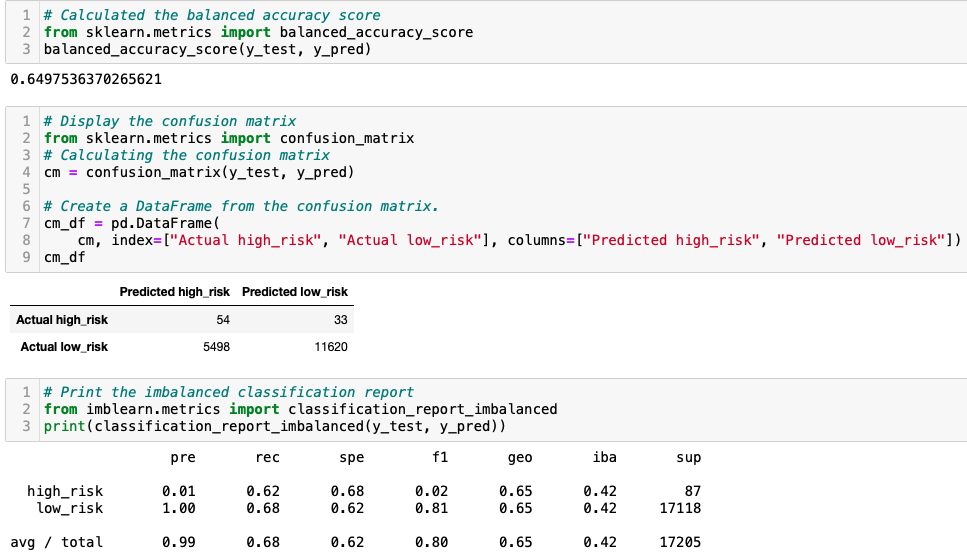 1 # Calculated the balanced accuracy score
2 from sklearn.metrics import balanced_accuracy_score
3 balanced_accuracy_score(y_test, y_pred)
0.6497536370265621
1 # Display the confusion matrix
2 from sklearn.metrics import confusion_matrix
3 # Calculating the confusion matrix
4 cm = confusion_matrix(y_test, y_pred)
5
6 # Create a DataFrame from the confusion matrix.
7 cm_df = pd.DataFrame(
8     cm, index=["Actual high_risk", "Actual low_risk"], columns=["Predicted high_risk", "Predicted low_risk"])
9 cm_df
Predicted high_risk Predicted low_risk
Actual high_risk 54 33
Actual low_risk 5498 11620
1 # Print the imbalanced classification report
2 from imblearn.metrics import classification_report_imbalanced
3 print(classification_report_imbalanced(y_test, y_pred))
pre rec spe f1 geo iba sup
high_risk 0.01 0.62 0.68 0.02 0.65 0.42 87
low_risk 1.00 0.68 0.62 0.81 0.65 0.42 17118
avg / total 0.99 0.68 0.62 0.80 0.65 0.42 17205